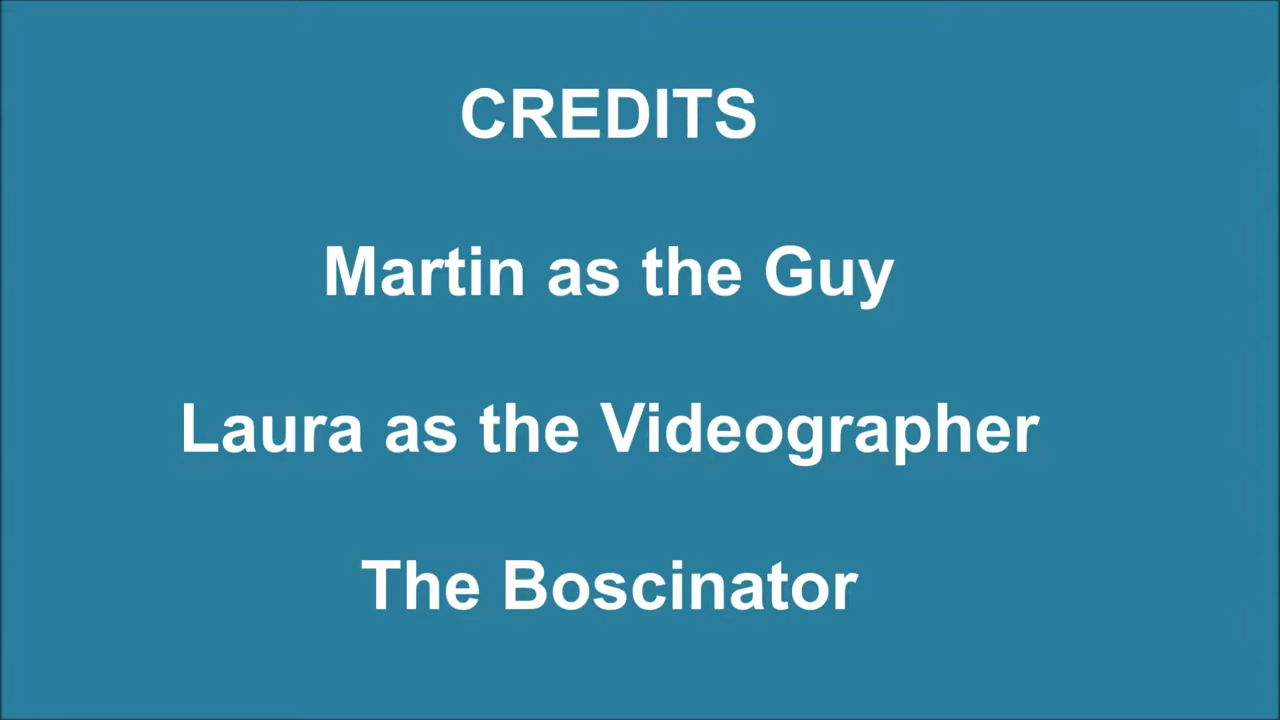 CREDITS
Martin as the Guy
Laura as the Videographer
The Boscinator